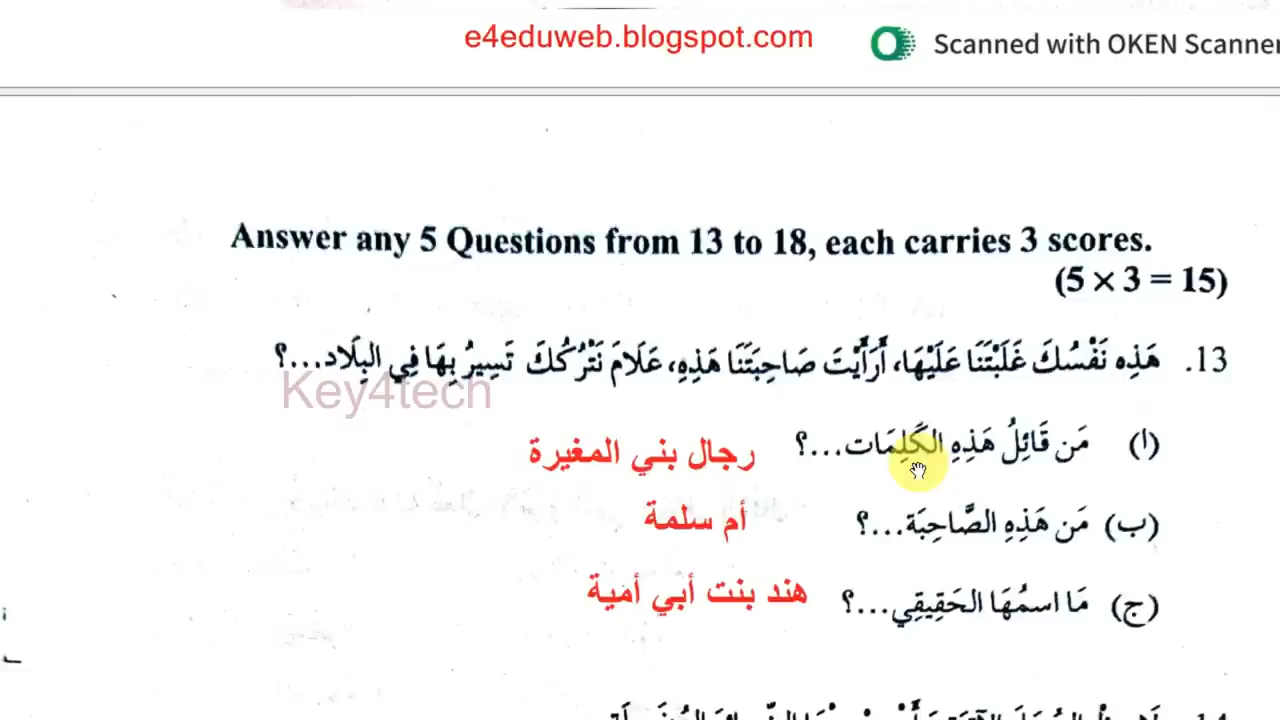 e4eduweb.blogspot.com
Scanned with OKEN Scanner
Answer any 5 Questions from 13 to 18, each carries 3 scores.
(5 × 3 = 15)
13. هَذِه نَفْسُكَ غَلَبْتَنَا عَلَيْهَا، أَرَأَيْتَ صَاحِبَتَنَا هَذِهِ، عَلَامَ نَتْرُكُكَ تَسِيرُ بِهَا فِي البِلَاد...؟
Key4tech
(ا) مَن قَائِلُ هَذِهِ الكَلِمَات...؟ رجال بني المغيرة
(ب) مَن هَذِهِ الصَّاحِبَة...؟ أم سلمة
(ج) مَا اسمُهَا الحَقِيقِي...؟ هند بنت أبي أمية